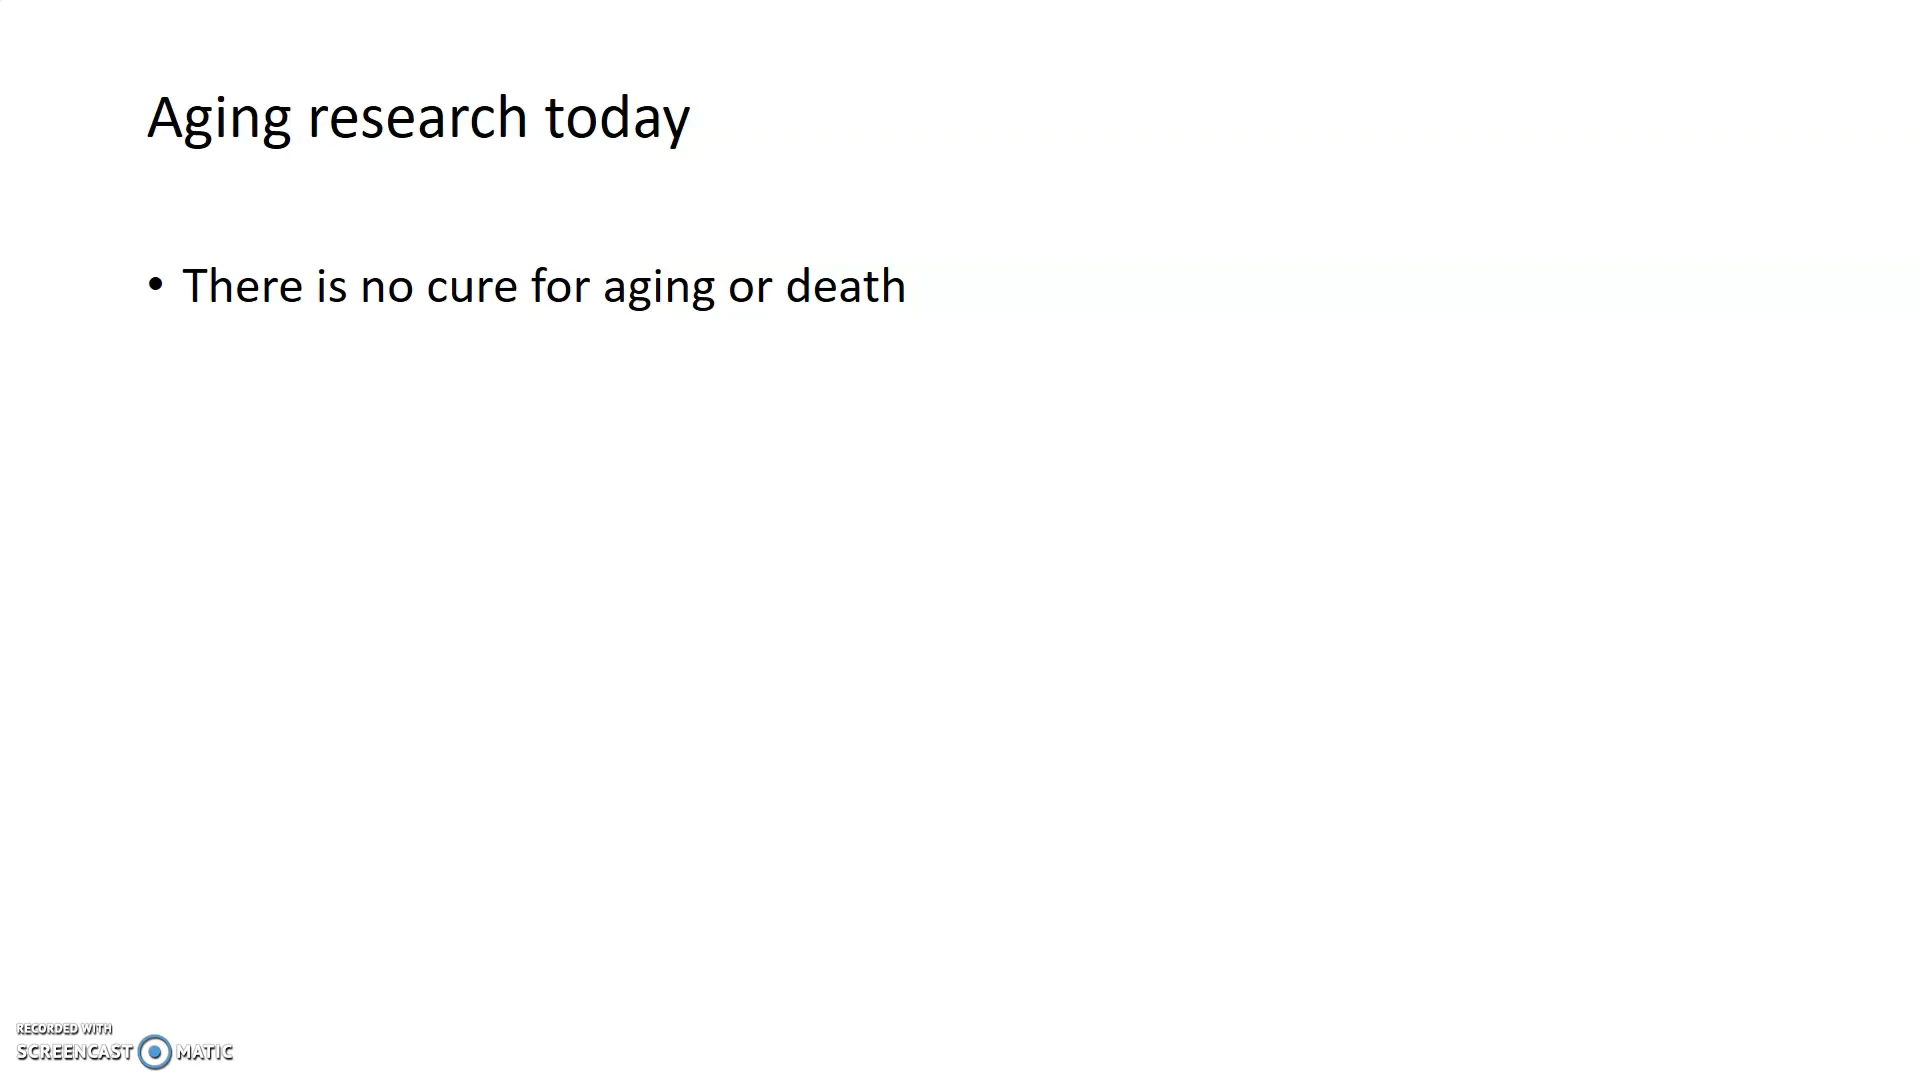 Aging research today
• There is no cure for aging or death
RECORDED WITH
SCREENCAST MATIC